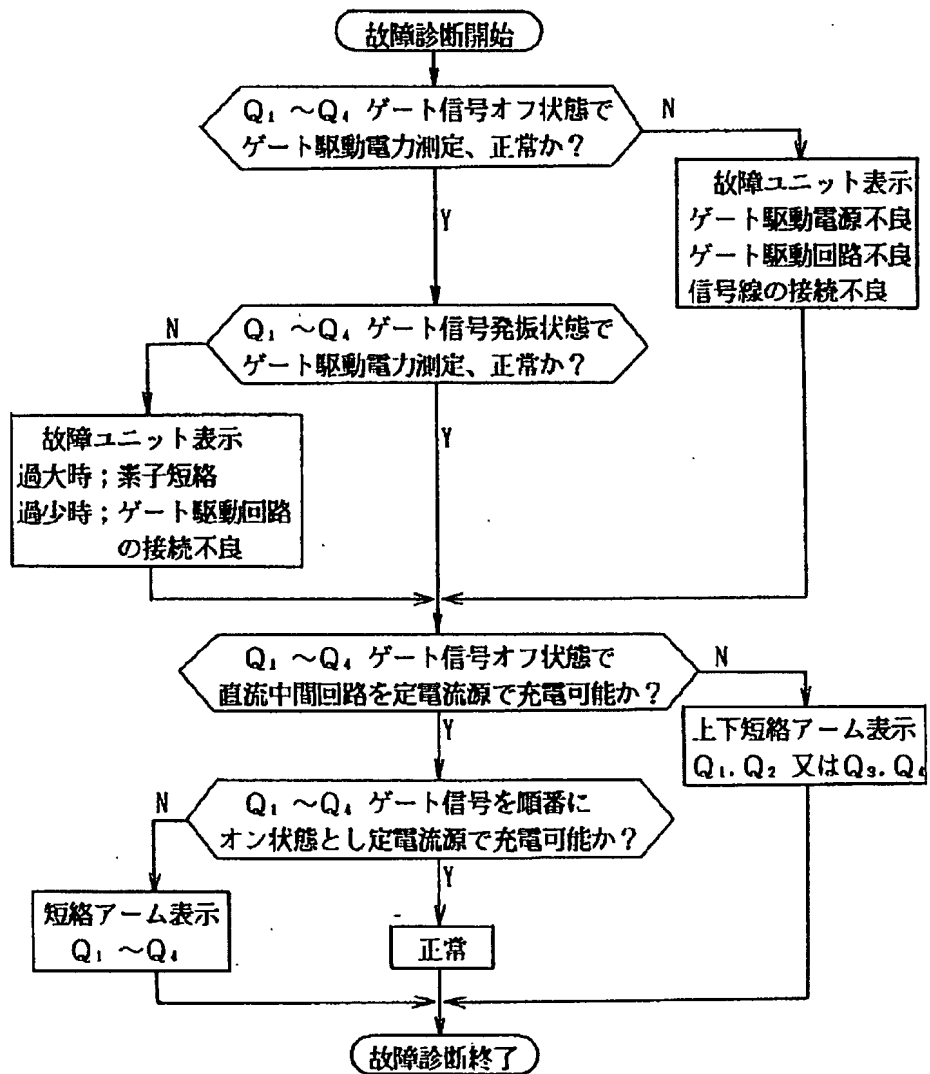 故障診断開始
Q₁ ～Q₄ ゲート信号オフ状態で
ゲート駆動電力測定、正常か？
N
故障ユニット表示
ゲート駆動電源不良
ゲート駆動回路不良
信号線の接続不良
Y
N
Q₁ ～Q₄ ゲート信号発振状態で
ゲート駆動電力測定、正常か？
故障ユニット表示
過大時；素子短絡
過少時；ゲート駆動回路
の接続不良
Y
Q₁ ～Q₄ ゲート信号オフ状態で
直流中間回路を定電流源で充電可能か？
N
上下短絡アーム表示
Q₁．Q₂ 又はQ₃．Q₄
Y
N
Q₁ ～Q₄ ゲート信号を順番に
オン状態とし定電流源で充電可能か？
短絡アーム表示
Q₁ ～Q₄
Y
正常
故障診断終了